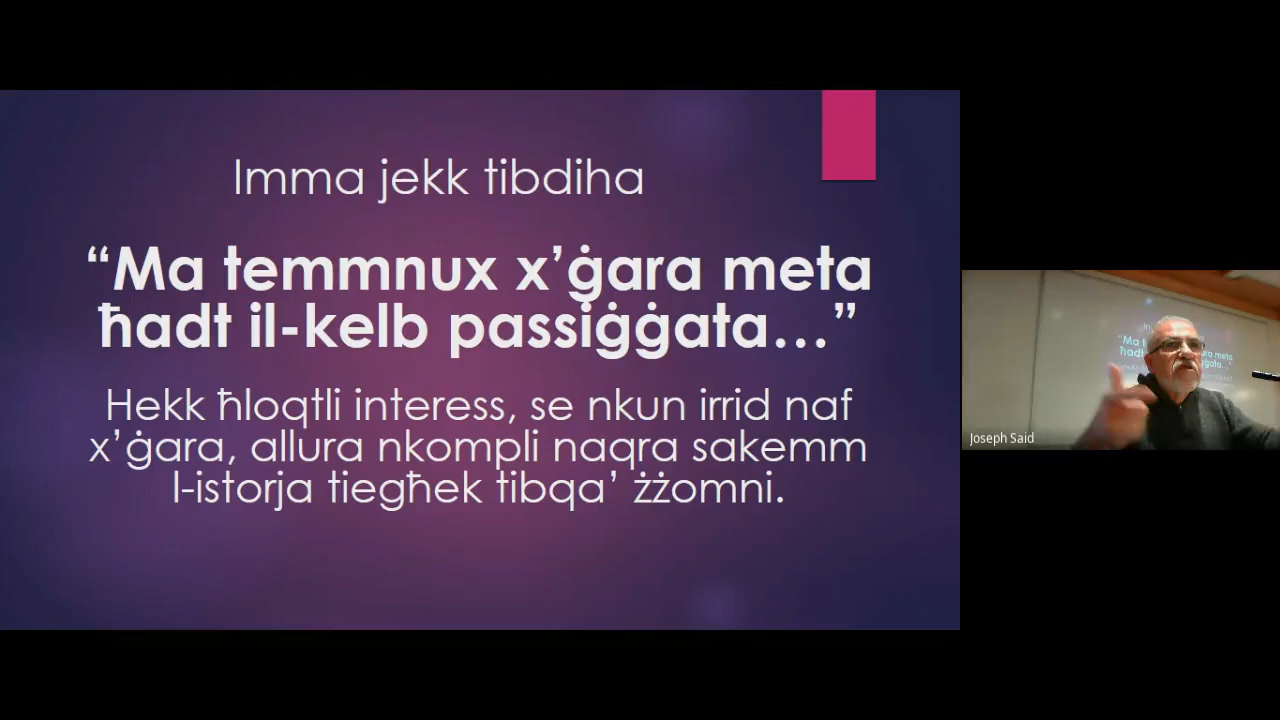 Imma jekk tibdiha
“Ma temmnux x’ġara meta
ħadt il-kelb passiġġata…”
Hekk ħloqtli interess, se nkun irrid naf
x’ġara, allura nkompli naqra sakemm
l-istorja tiegħek tibqa’ żżomni.
Joseph Said